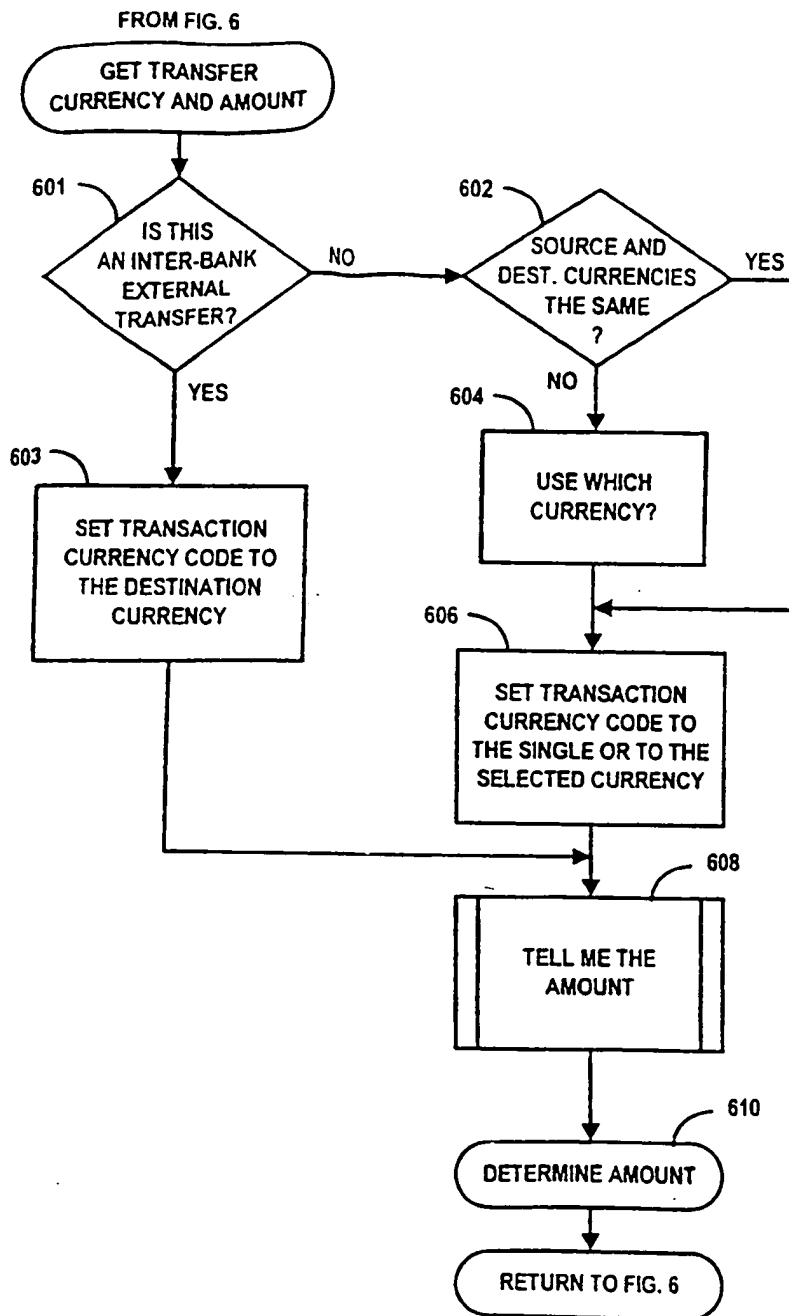 FROM FIG. 6
GET TRANSFER
CURRENCY AND AMOUNT
601
IS THIS
AN INTER-BANK
EXTERNAL
TRANSFER?
NO
YES
602
SOURCE AND
DEST. CURRENCIES
THE SAME
?
YES
NO
603
SET TRANSACTION
CURRENCY CODE TO
THE DESTINATION
CURRENCY
604
USE WHICH
CURRENCY?
606
SET TRANSACTION
CURRENCY CODE TO
THE SINGLE OR TO THE
SELECTED CURRENCY
608
TELL ME THE
AMOUNT
610
DETERMINE AMOUNT
RETURN TO FIG. 6